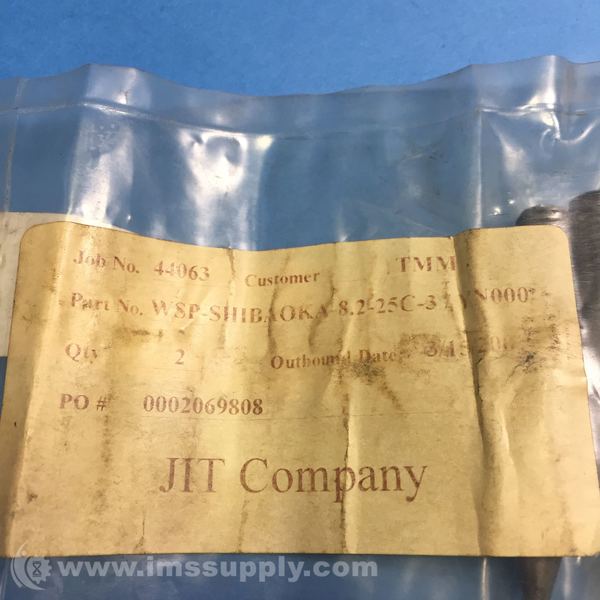 Job No. 44063 Customer TMM
Part No. WSP-SHIBAOKA 8.2-25C-3
Qty 2 Outbound Date
PO # 0002069808
JIT Company
www.imssupply.com